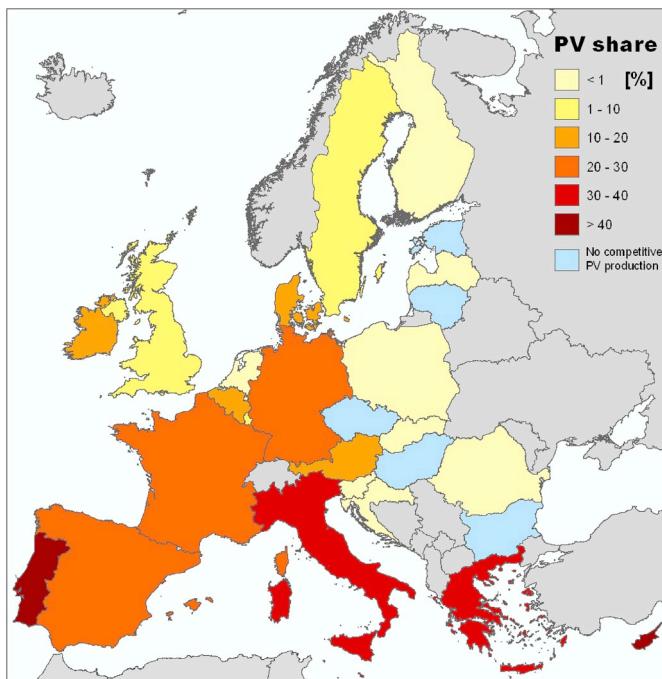 PV share
< 1 [%]
1 - 10
10 - 20
20 - 30
30 - 40
> 40
No competitive
PV production